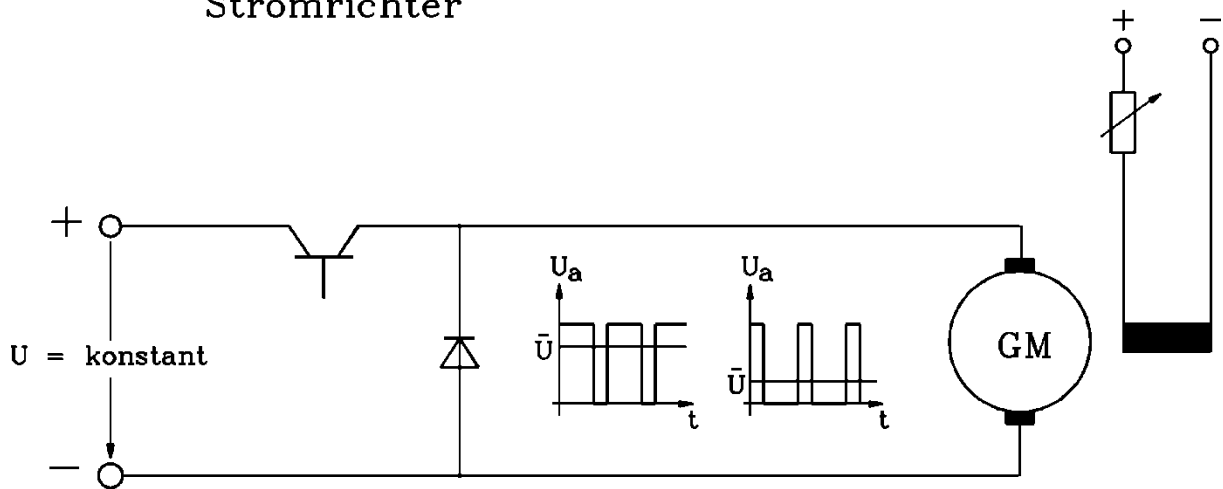 Stromrichter
+ −
+
U = konstant
−
Ua
Ū
t
Ua
Ū
t
GM